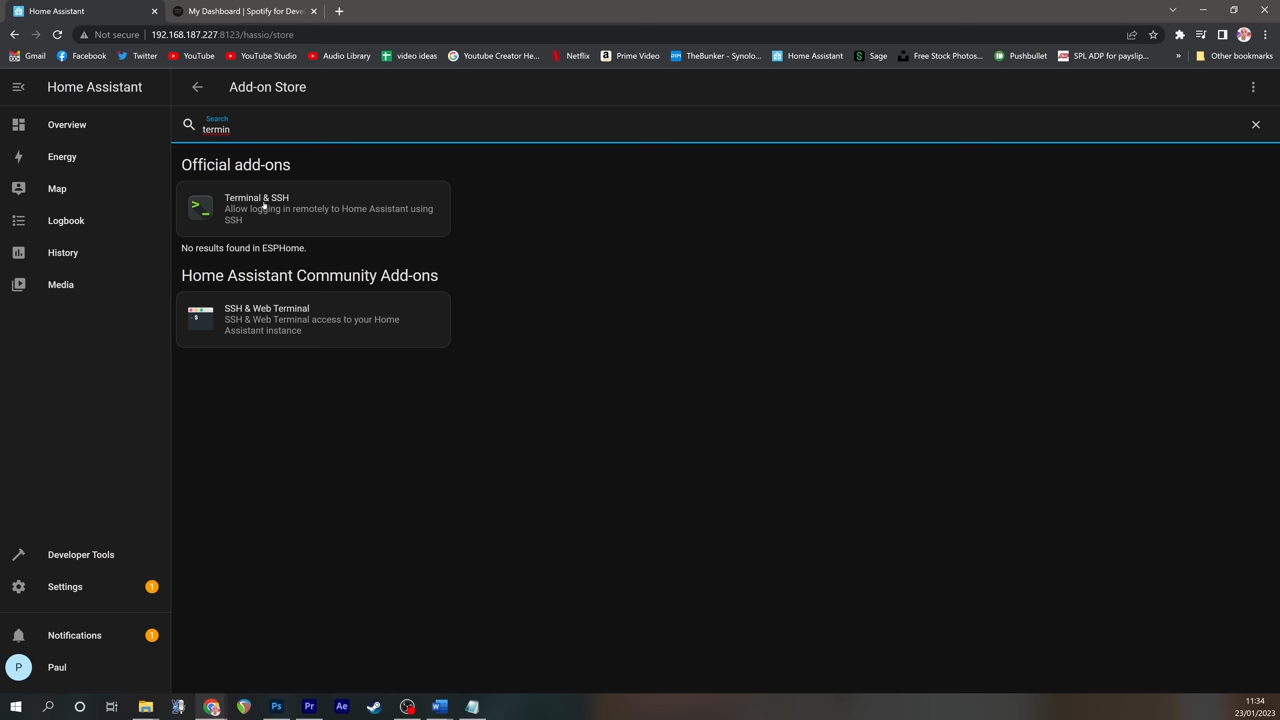 Home Assistant
My Dashboard | Spotify for Deve
Not secure
192.168.187.227:8123/hassio/store
Gmail
Facebook
Twitter
YouTube
YouTube Studio
Audio Library
video ideas
Youtube Creator He...
Netflix
Prime Video
TheBunker - Synolo...
Home Assistant
Sage
Free Stock Photos...
Pushbullet
SPL ADP for payslip...
»
Other bookmarks
Home Assistant
Add-on Store
Overview
Energy
Map
Logbook
History
Media
Developer Tools
Settings
1
Notifications
1
P
Paul
Search
termin
Official add-ons
Terminal & SSH
Allow logging in remotely to Home Assistant using
SSH
No results found in ESPHome.
Home Assistant Community Add-ons
SSH & Web Terminal
SSH & Web Terminal access to your Home
Assistant instance
Ps
Pr
Ae
11:34
23/01/2023